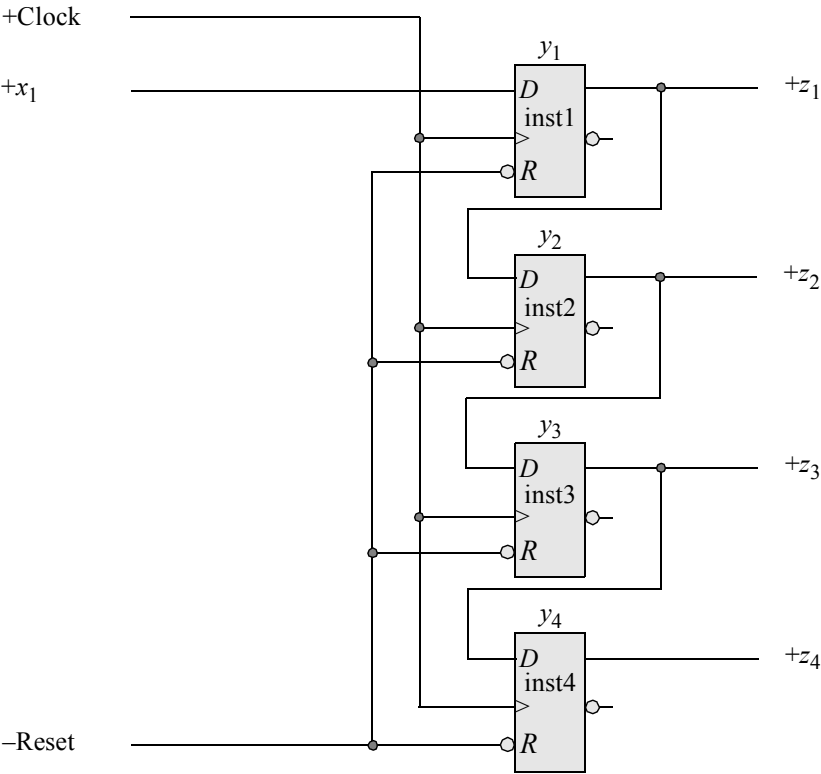 +Clock
y1
+x1
D
+z1
inst1
R
y2
D
+z2
inst2
R
y3
D
+z3
inst3
R
y4
D
+z4
inst4
–Reset
R